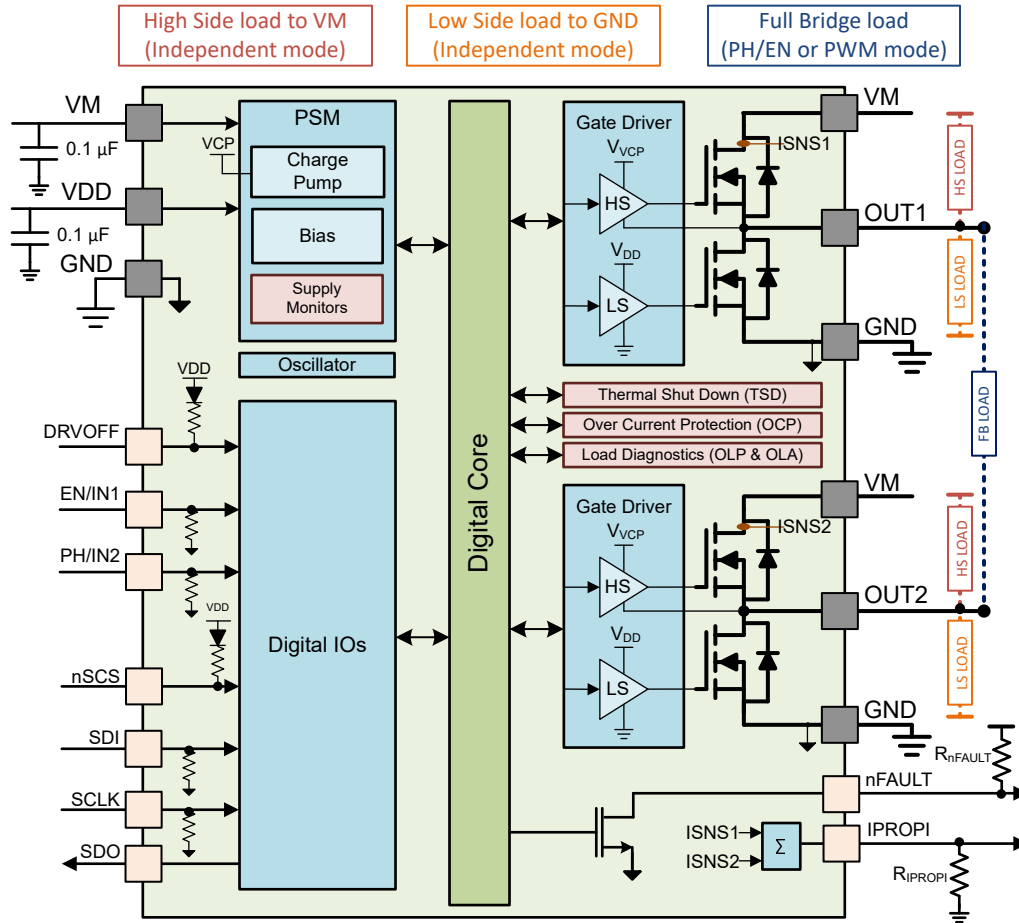 High Side load to VM
(Independent mode)
Low Side load to GND
(Independent mode)
Full Bridge load
(PH/EN or PWM mode)
VM
0.1 µF
VDD
0.1 µF
GND
PSM
VCP
Charge
Pump
Bias
Supply
Monitors
Oscillator
VDD
DRVOFF
EN/IN1
PH/IN2
VDD
nSCS
SDI
SCLK
SDO
Digital IOs
Digital Core
Gate Driver
VVCP
HS
VDD
LS
ISNS1
VM
OUT1
GND
HS LOAD
LS LOAD
FB LOAD
Thermal Shut Down (TSD)
Over Current Protection (OCP)
Load Diagnostics (OLP & OLA)
Gate Driver
VVCP
HS
VDD
LS
ISNS2
VM
OUT2
GND
HS LOAD
LS LOAD
RnFAULT
nFAULT
ISNS1
ISNS2
Σ
IPROPI
RIPROPI